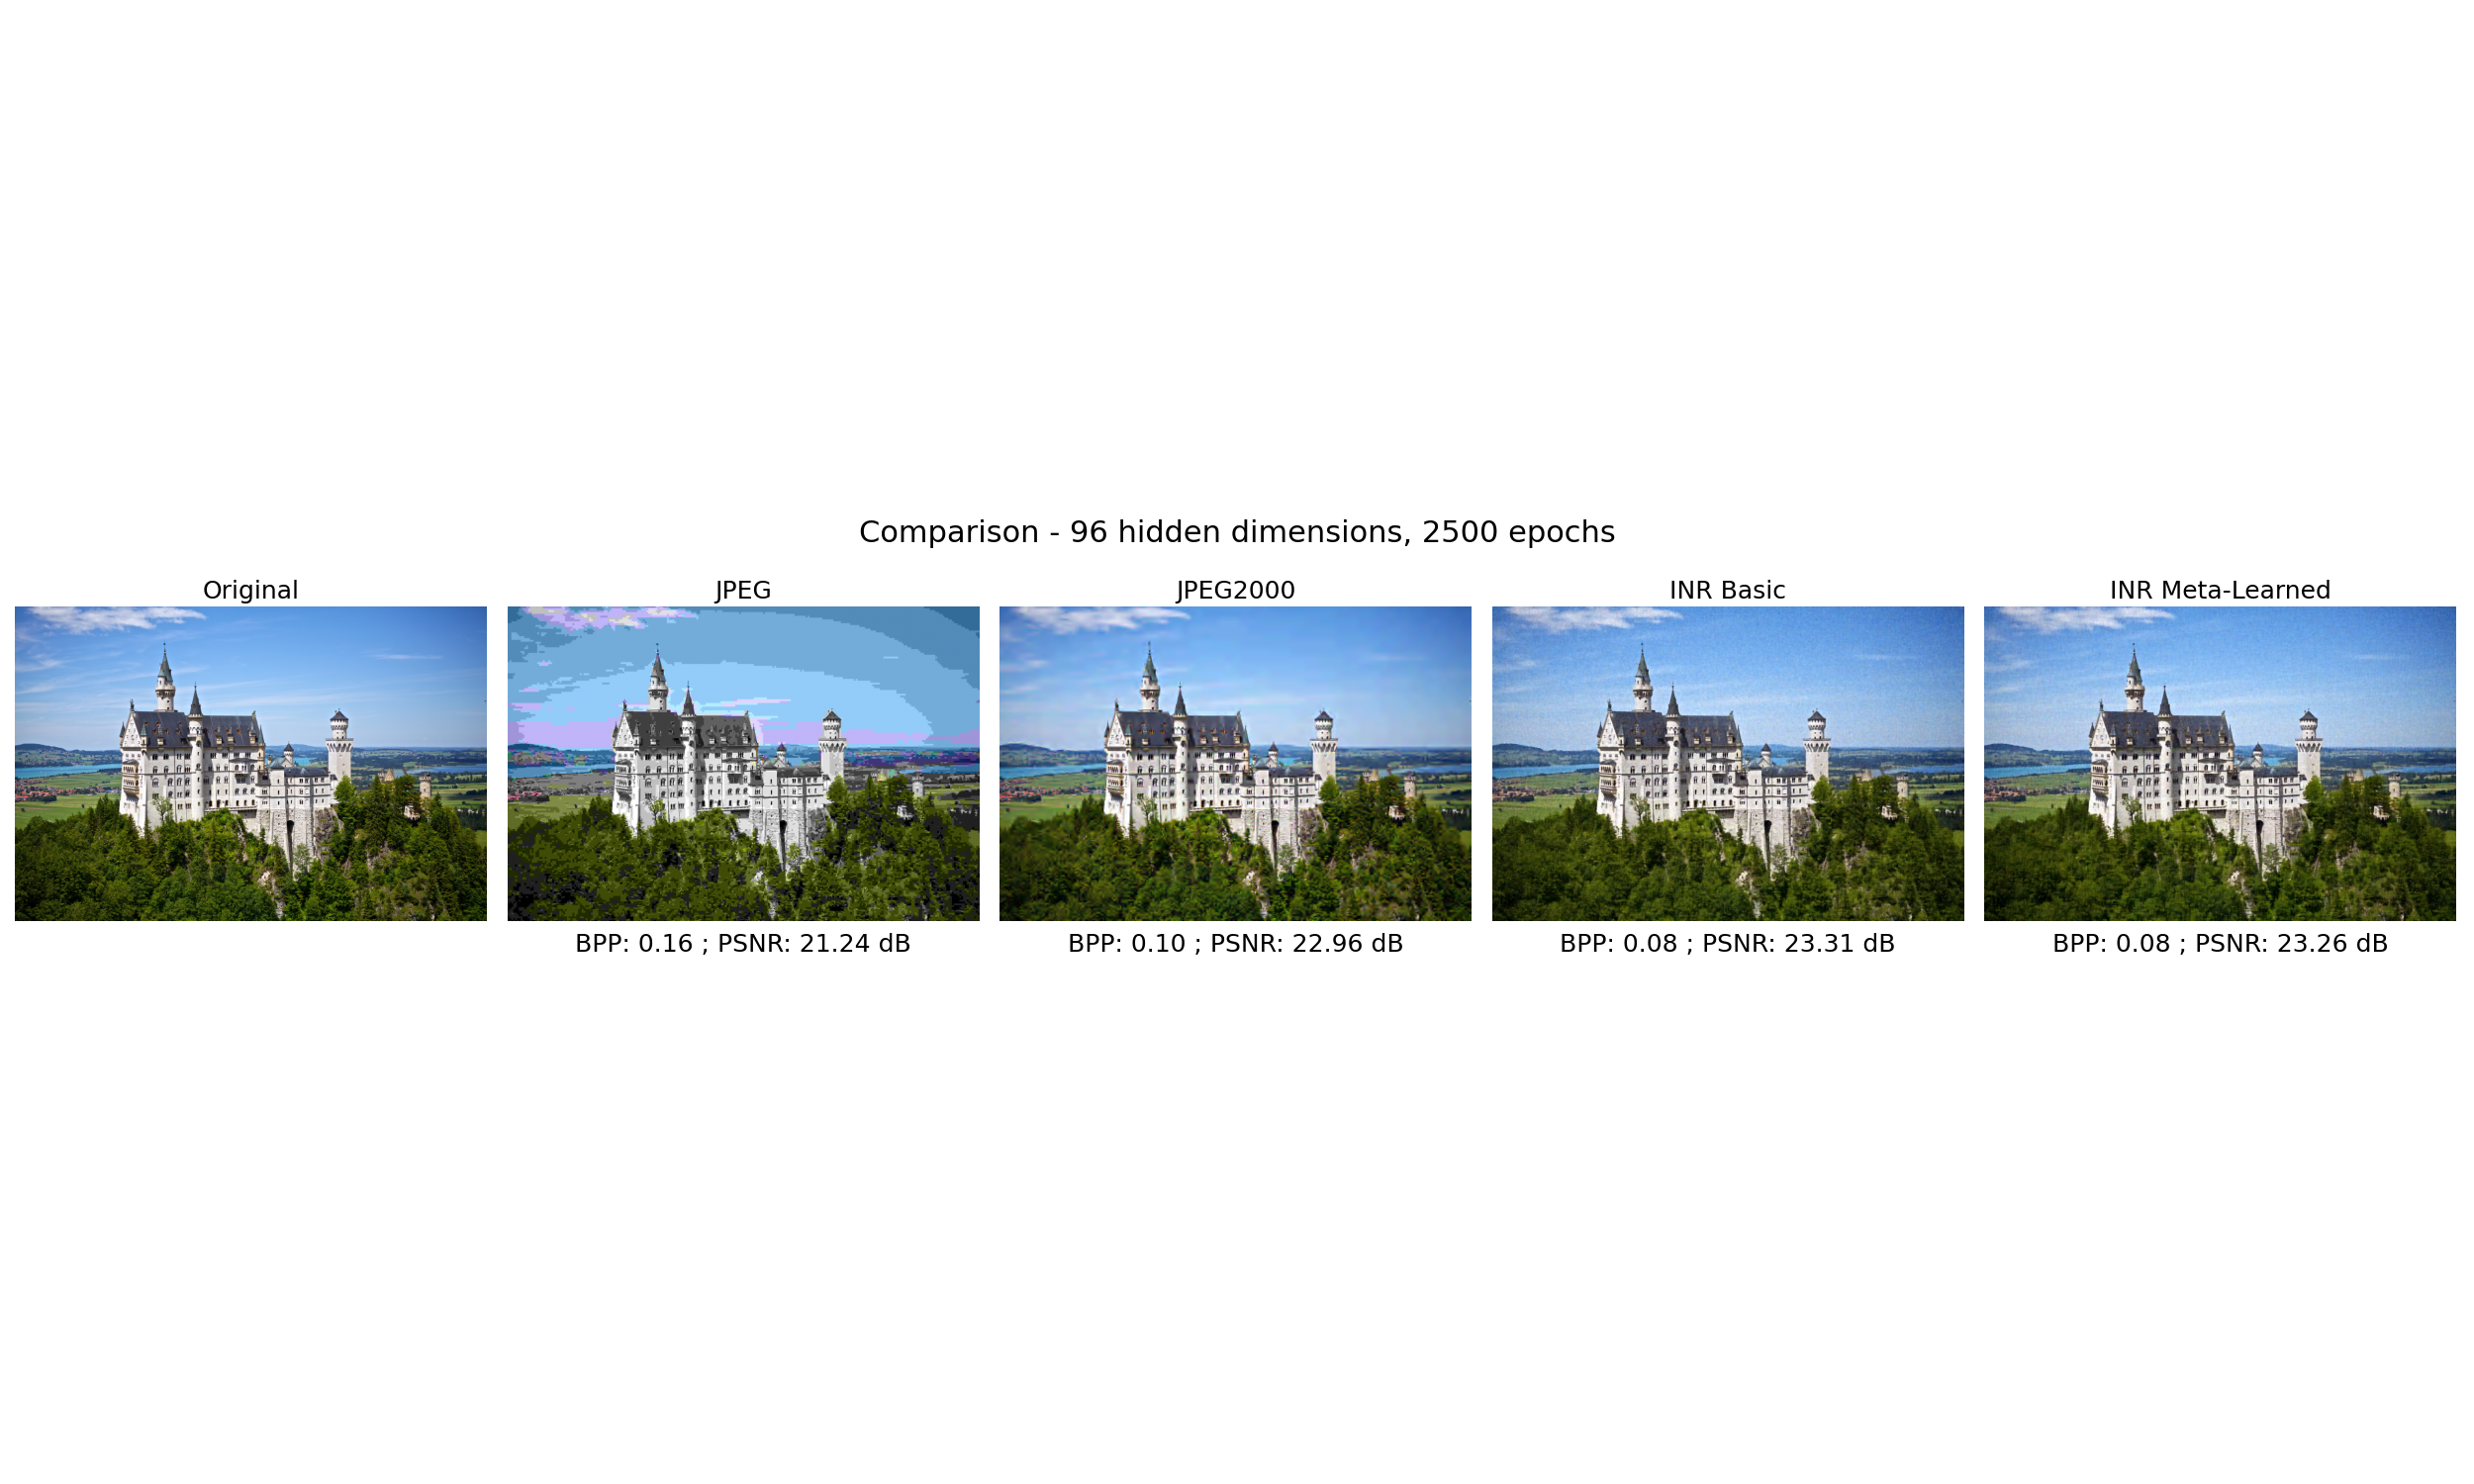 Comparison - 96 hidden dimensions, 2500 epochs
Original
JPEG
JPEG2000
INR Basic
INR Meta-Learned
BPP: 0.16 ; PSNR: 21.24 dB
BPP: 0.10 ; PSNR: 22.96 dB
BPP: 0.08 ; PSNR: 23.31 dB
BPP: 0.08 ; PSNR: 23.26 dB